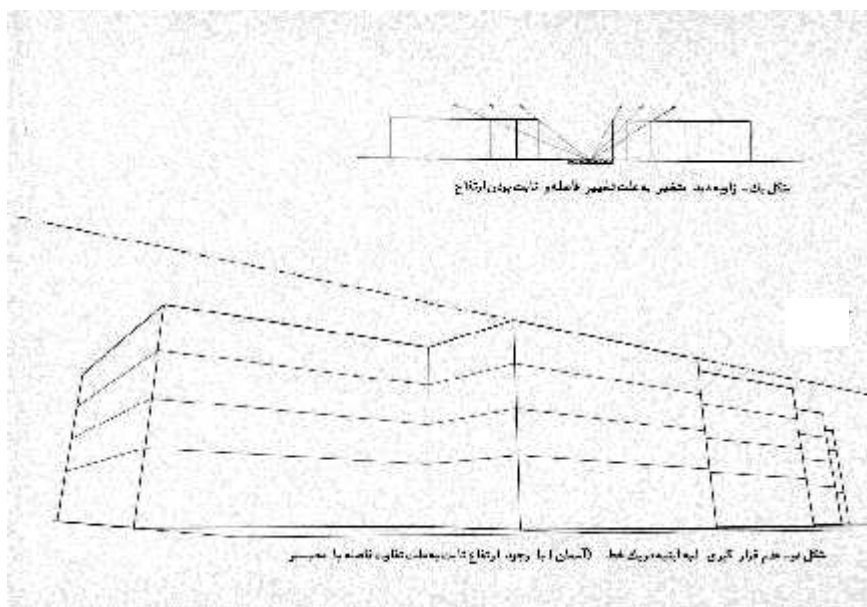 شکل یک- زاویه دید متغیر به علت تغییر فاصله و ثابت بودن ارتفاع
شکل دو- عدم قرار گیری لبه ابنیه در یک خط (آسمان) با وجود ارتفاع ثابت به علت تفاوت فاصله با معبر